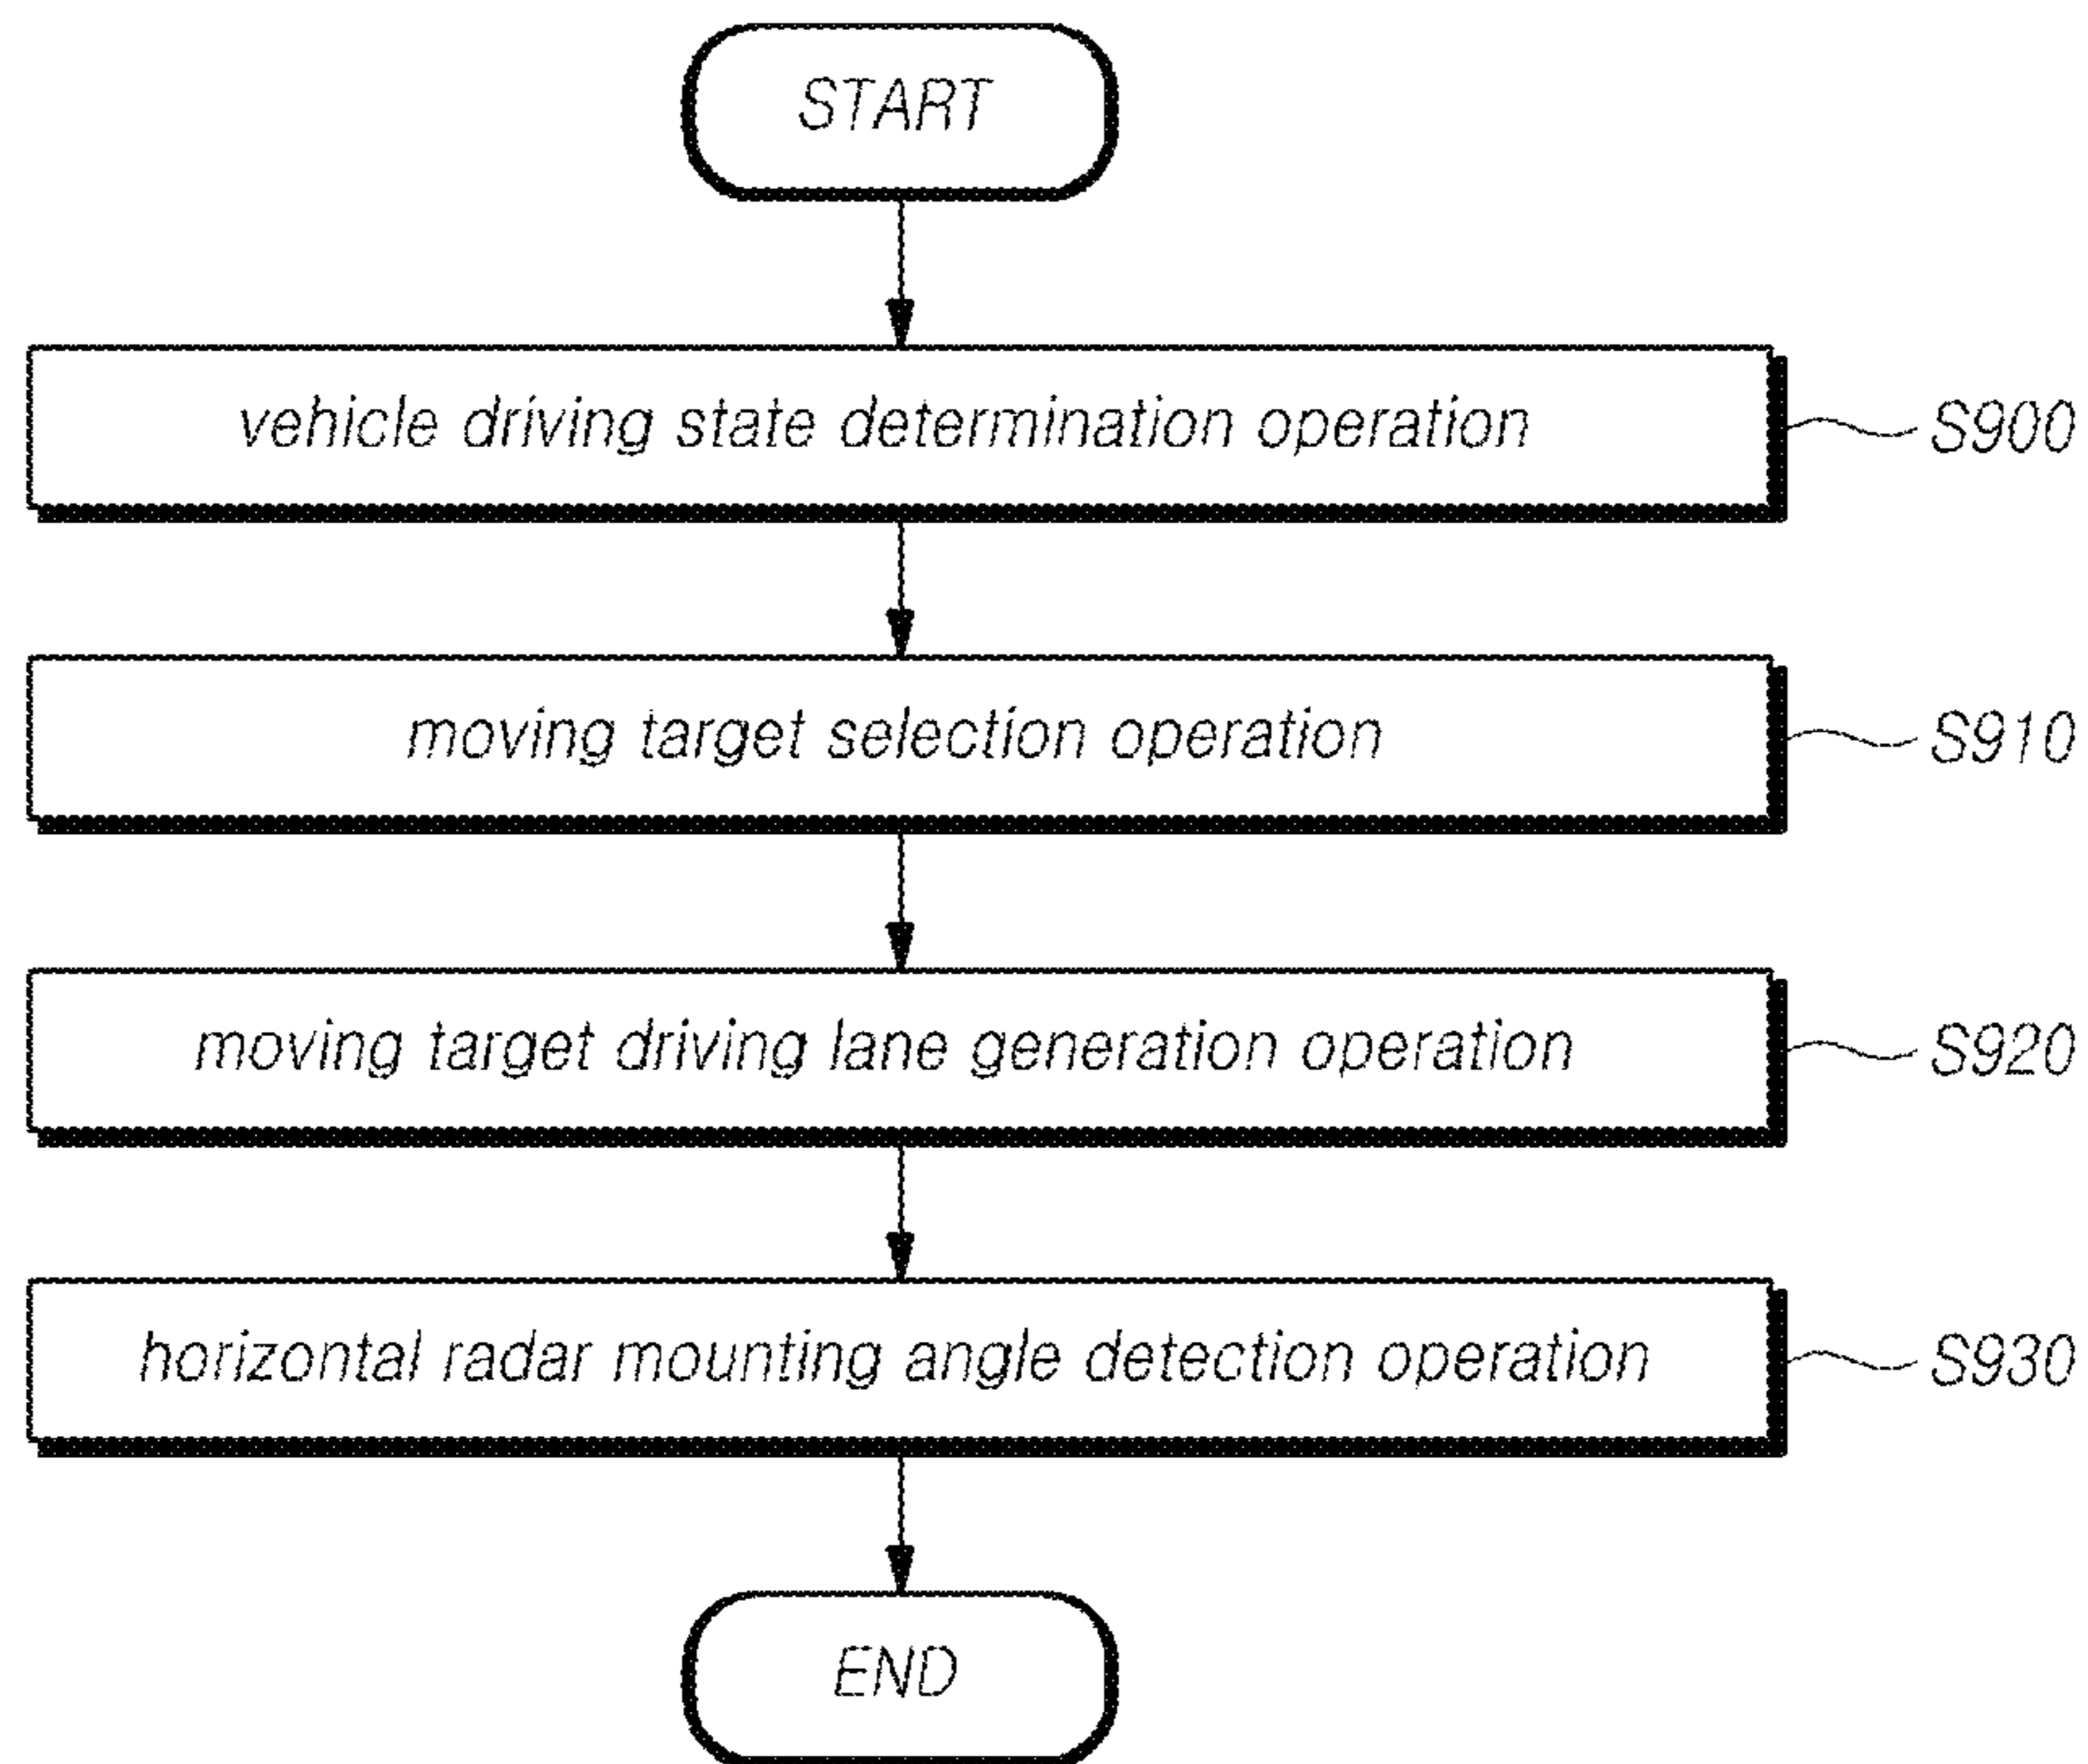 START
vehicle driving state determination operation S900
moving target selection operation S910
moving target driving lane generation operation S920
horizontal radar mounting angle detection operation S930
END